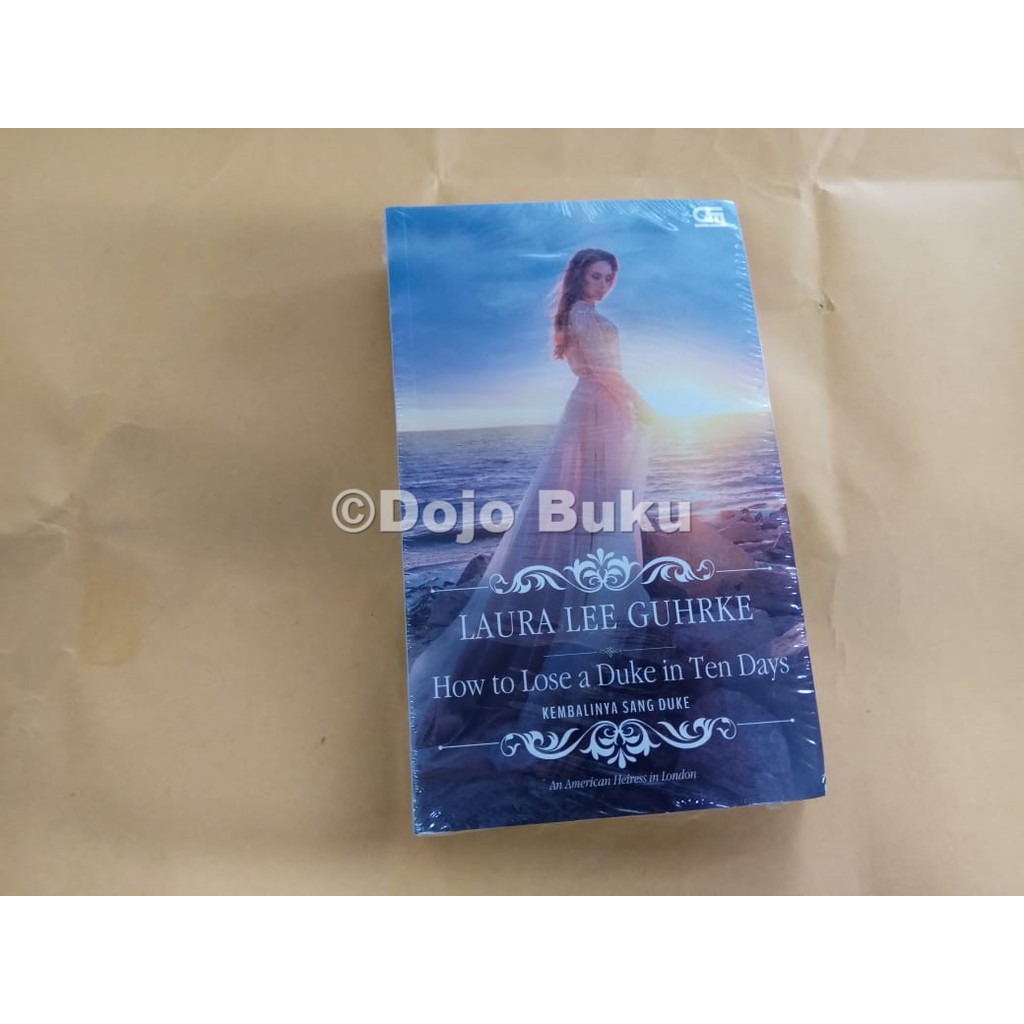 ©Dojo Buku
LAURA LEE GUHRKE
How to Lose a Duke in Ten Days
KEMBALINYA SANG DUKE
An American Heiress in London